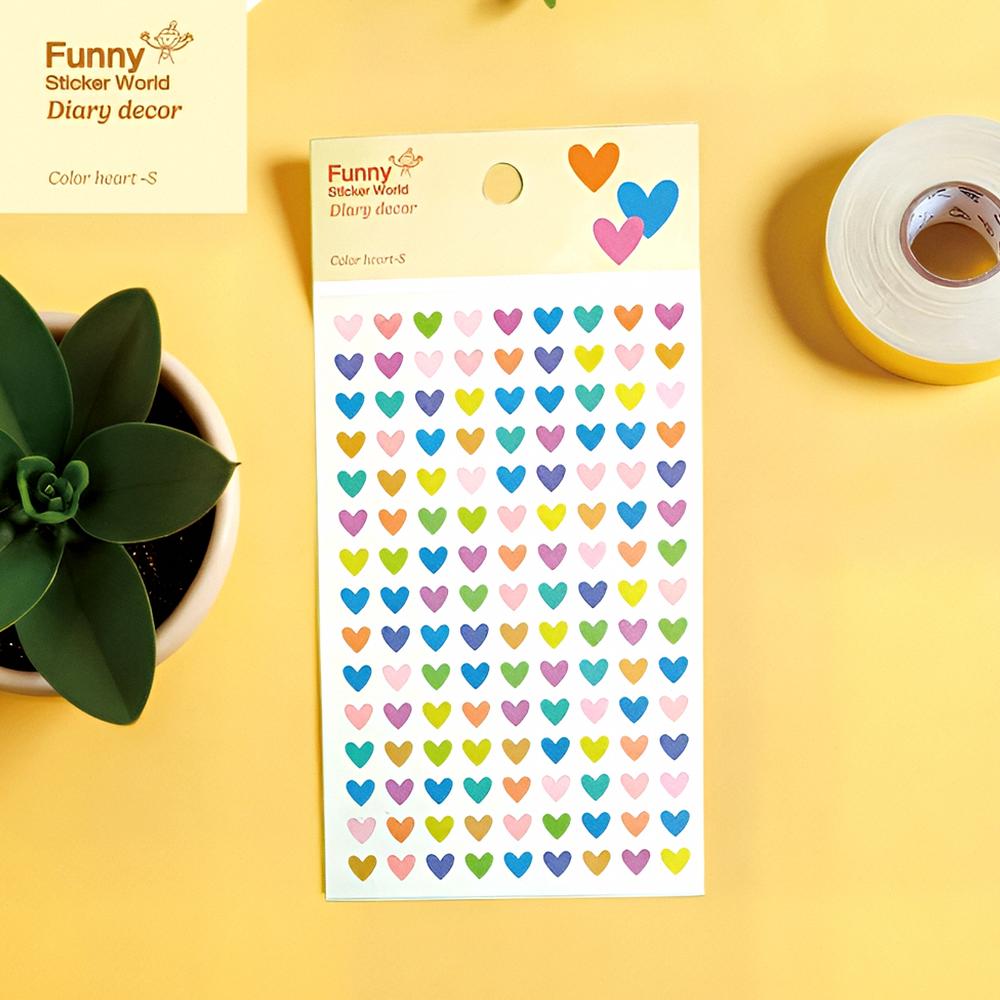 Funny
Sticker World
Diary decor
Color heart -S
Funny
Sticker World
Diary decor
Color heart-S